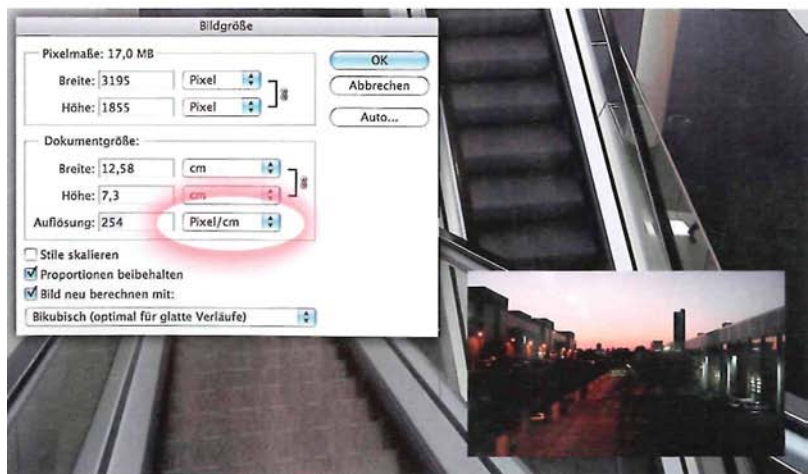 Bildgröße
Pixelmaße: 17,0 MB
Breite: 3195 Pixel
Höhe: 1855 Pixel
Dokumentgröße:
Breite: 12,58 cm
Höhe: 7,3 cm
Auflösung: 254 Pixel/cm
Stile skalieren
Proportionen beibehalten
Bild neu berechnen mit:
Bikubisch (optimal für glatte Verläufe)
OK
Abbrechen
Auto...